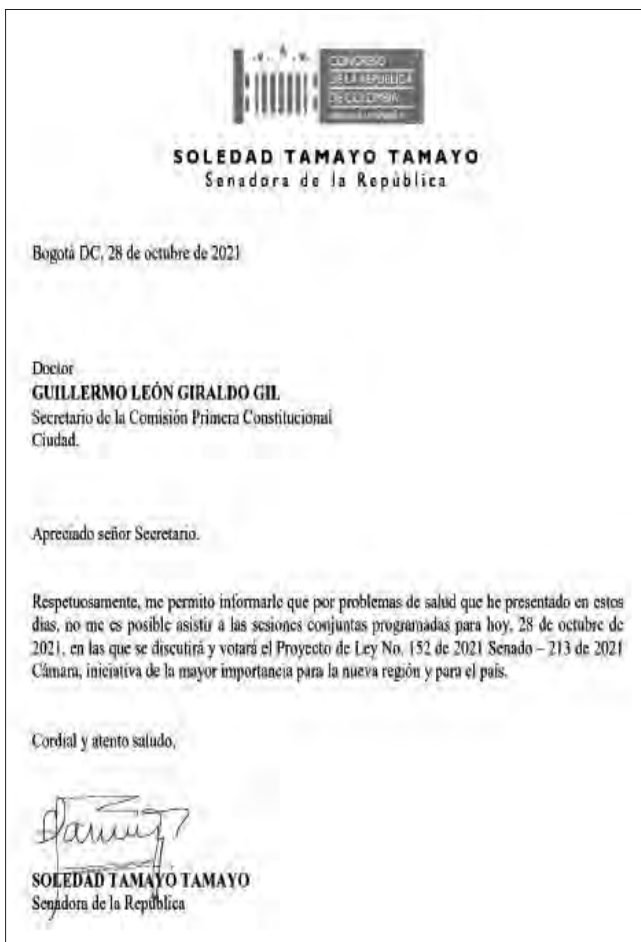 CONGRESO
DE LA REPÚBLICA
DE COLOMBIA
SOLEDAD TAMAYO TAMAYO
Senadora de la República
Bogotá DC, 28 de octubre de 2021
Doctor
GUILLERMO LEÓN GIRALDO GIL
Secretario de la Comisión Primera Constitucional
Ciudad.
Apreciado señor Secretario.
Respetuosamente, me permito informarle que por problemas de salud que he presentado en estos
días, no me es posible asistir a las sesiones conjuntas programadas para hoy, 28 de octubre de
2021, en las que se discutirá y votará el Proyecto de Ley No. 152 de 2021 Senado – 213 de 2021
Cámara, iniciativa de la mayor importancia para la nueva región y para el país.
Cordial y atento saludo,
SOLEDAD TAMAYO TAMAYO
Senadora de la República